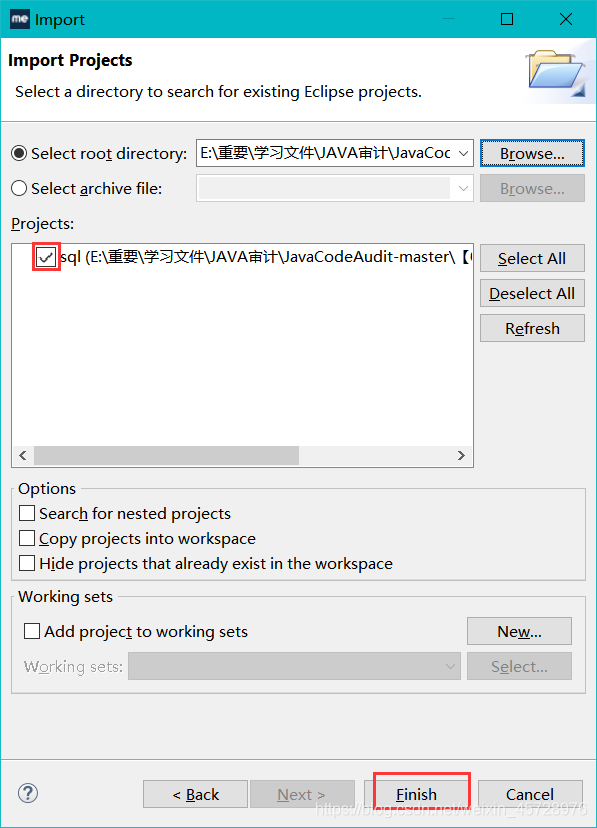 me Import
Import Projects
Select a directory to search for existing Eclipse projects.
Select root directory: E:\重要\学习文件\JAVA审计\JavaCoc Browse...
Select archive file: Browse...
Projects:
sql (E:\重要\学习文件\JAVA审计\JavaCodeAudit-master\【 Select All
Deselect All
Refresh
Options
Search for nested projects
Copy projects into workspace
Hide projects that already exist in the workspace
Working sets
Add project to working sets New...
Working sets: Select...
? < Back Next > Finish Cancel
https://blog.csdn.net/weixin_45728976